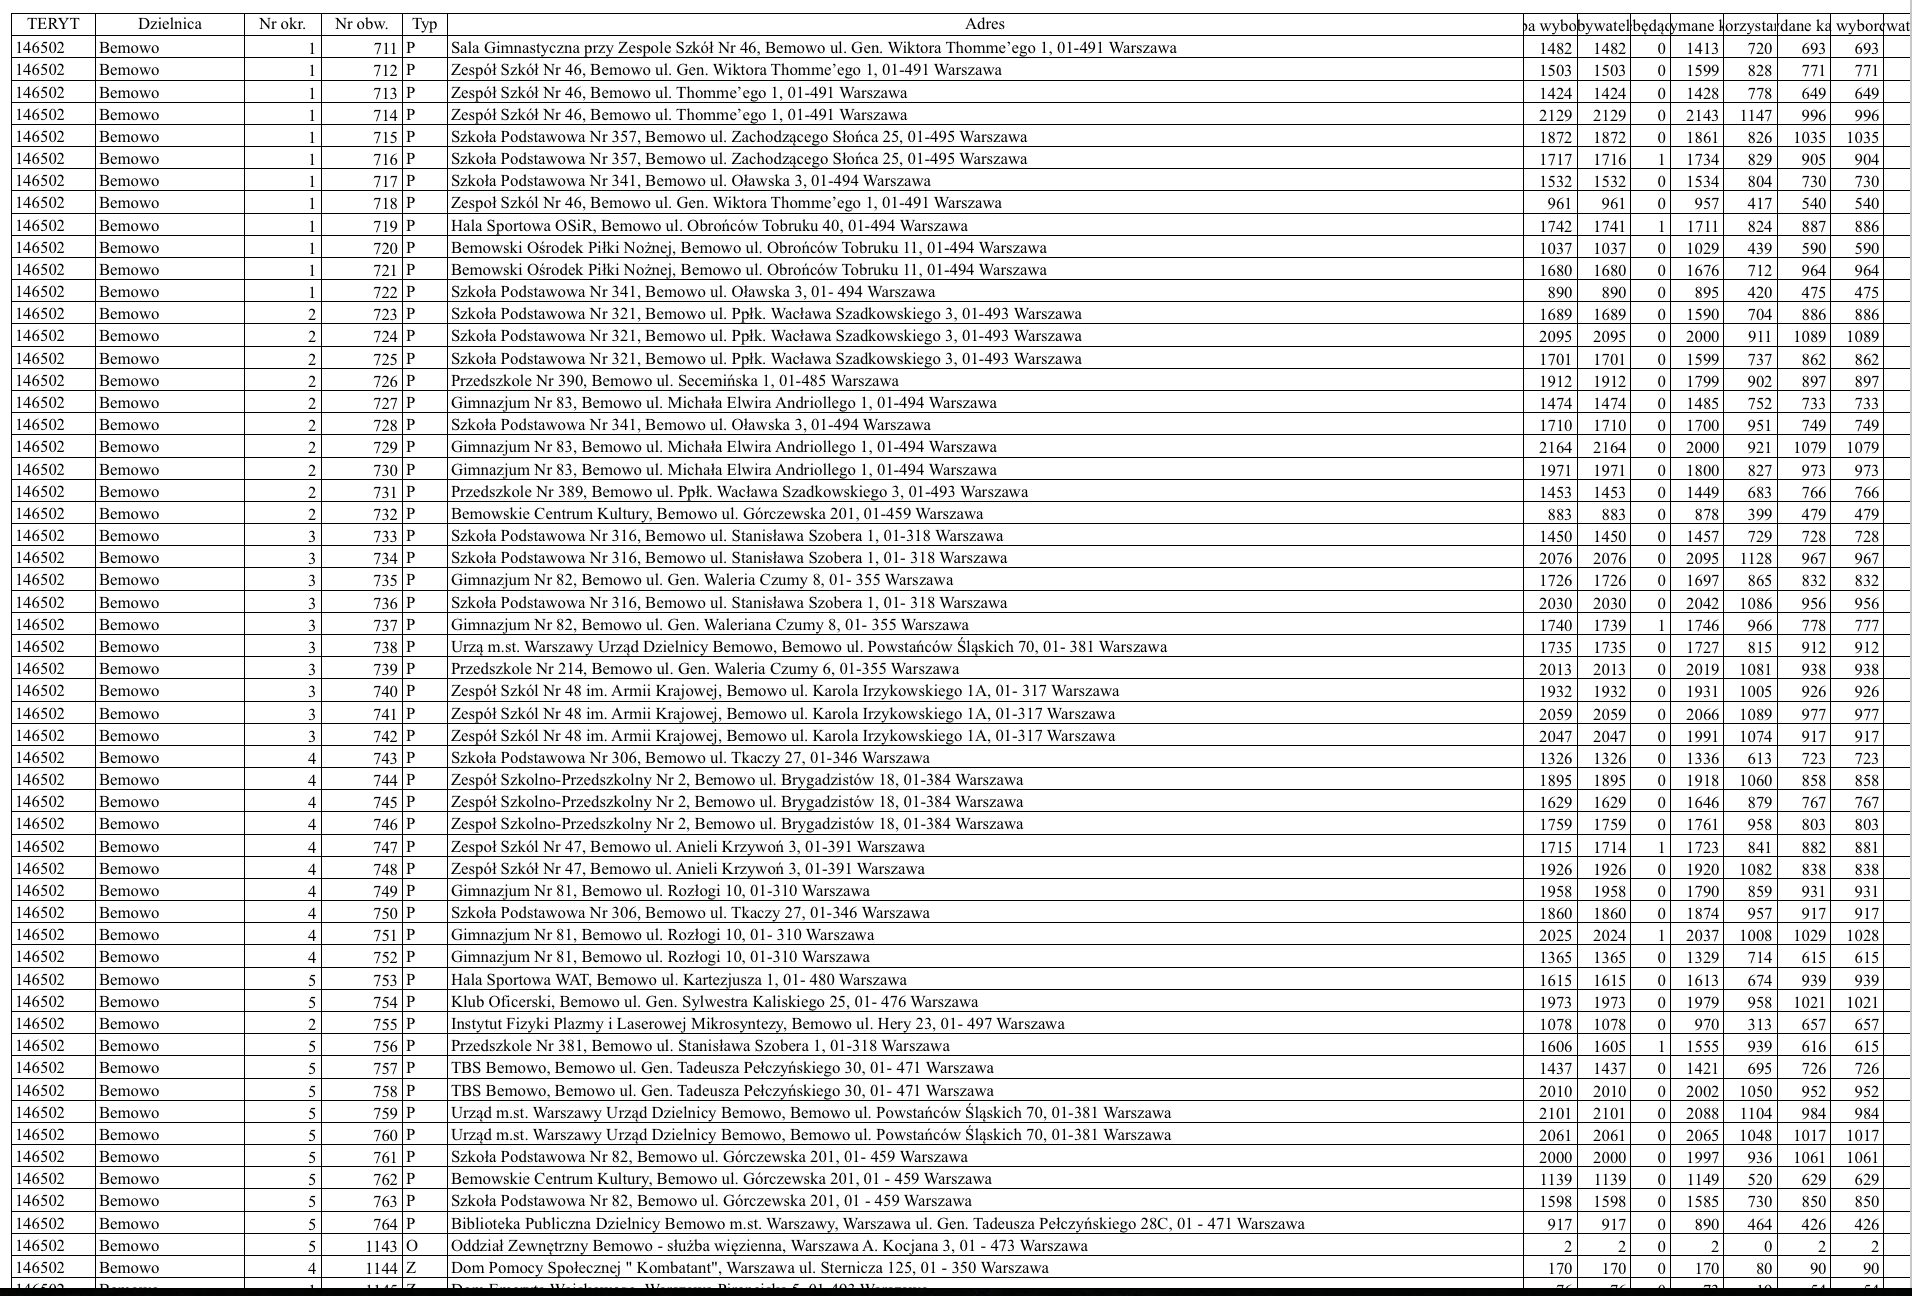 TERYT Dzielnica Nr okr. Nr obw. Typ Adres ba wybo bywatel będąc ymane k orzystan dane ka wyborc wat
146502 Bemowo 1 711 P Sala Gimnastyczna przy Zespole Szkół Nr 46, Bemowo ul. Gen. Wiktora Thomme’ego 1, 01-491 Warszawa 1482 1482 0 1413 720 693 693
146502 Bemowo 1 712 P Zespół Szkół Nr 46, Bemowo ul. Gen. Wiktora Thomme’ego 1, 01-491 Warszawa 1503 1503 0 1599 828 771 771
146502 Bemowo 1 713 P Zespół Szkół Nr 46, Bemowo ul. Thomme’ego 1, 01-491 Warszawa 1424 1424 0 1428 778 649 649
146502 Bemowo 1 714 P Zespół Szkół Nr 46, Bemowo ul. Thomme’ego 1, 01-491 Warszawa 2129 2129 0 2143 1147 996 996
146502 Bemowo 1 715 P Szkoła Podstawowa Nr 357, Bemowo ul. Zachodzącego Słońca 25, 01-495 Warszawa 1872 1872 0 1861 826 1035 1035
146502 Bemowo 1 716 P Szkoła Podstawowa Nr 357, Bemowo ul. Zachodzącego Słońca 25, 01-495 Warszawa 1717 1716 1 1734 829 905 904
146502 Bemowo 1 717 P Szkoła Podstawowa Nr 341, Bemowo ul. Oławska 3, 01-494 Warszawa 1532 1532 0 1534 804 730 730
146502 Bemowo 1 718 P Zespoł Szkól Nr 46, Bemowo ul. Gen. Wiktora Thomme’ego 1, 01-491 Warszawa 961 961 0 957 417 540 540
146502 Bemowo 1 719 P Hala Sportowa OSiR, Bemowo ul. Obrońców Tobruku 40, 01-494 Warszawa 1742 1741 1 1711 824 887 886
146502 Bemowo 1 720 P Bemowski Ośrodek Piłki Nożnej, Bemowo ul. Obrońców Tobruku 11, 01-494 Warszawa 1037 1037 0 1029 439 590 590
146502 Bemowo 1 721 P Bemowski Ośrodek Piłki Nożnej, Bemowo ul. Obrońców Tobruku 11, 01-494 Warszawa 1680 1680 0 1676 712 964 964
146502 Bemowo 1 722 P Szkoła Podstawowa Nr 341, Bemowo ul. Oławska 3, 01- 494 Warszawa 890 890 0 895 420 475 475
146502 Bemowo 2 723 P Szkoła Podstawowa Nr 321, Bemowo ul. Ppłk. Wacława Szadkowskiego 3, 01-493 Warszawa 1689 1689 0 1590 704 886 886
146502 Bemowo 2 724 P Szkoła Podstawowa Nr 321, Bemowo ul. Ppłk. Wacława Szadkowskiego 3, 01-493 Warszawa 2095 2095 0 2000 911 1089 1089
146502 Bemowo 2 725 P Szkoła Podstawowa Nr 321, Bemowo ul. Ppłk. Wacława Szadkowskiego 3, 01-493 Warszawa 1701 1701 0 1599 737 862 862
146502 Bemowo 2 726 P Przedszkole Nr 390, Bemowo ul. Secemińska 1, 01-485 Warszawa 1912 1912 0 1799 902 897 897
146502 Bemowo 2 727 P Gimnazjum Nr 83, Bemowo ul. Michała Elwira Andriollego 1, 01-494 Warszawa 1474 1474 0 1485 752 733 733
146502 Bemowo 2 728 P Szkoła Podstawowa Nr 341, Bemowo ul. Oławska 3, 01-494 Warszawa 1710 1710 0 1700 951 749 749
146502 Bemowo 2 729 P Gimnazjum Nr 83, Bemowo ul. Michała Elwira Andriollego 1, 01-494 Warszawa 2164 2164 0 2000 921 1079 1079
146502 Bemowo 2 730 P Gimnazjum Nr 83, Bemowo ul. Michała Elwira Andriollego 1, 01-494 Warszawa 1971 1971 0 1800 827 973 973
146502 Bemowo 2 731 P Przedszkole Nr 389, Bemowo ul. Ppłk. Wacława Szadkowskiego 3, 01-493 Warszawa 1453 1453 0 1449 683 766 766
146502 Bemowo 2 732 P Bemowskie Centrum Kultury, Bemowo ul. Górczewska 201, 01-459 Warszawa 883 883 0 878 399 479 479
146502 Bemowo 3 733 P Szkoła Podstawowa Nr 316, Bemowo ul. Stanisława Szobera 1, 01-318 Warszawa 1450 1450 0 1457 729 728 728
146502 Bemowo 3 734 P Szkoła Podstawowa Nr 316, Bemowo ul. Stanisława Szobera 1, 01- 318 Warszawa 2076 2076 0 2095 1128 967 967
146502 Bemowo 3 735 P Gimnazjum Nr 82, Bemowo ul. Gen. Waleria Czumy 8, 01- 355 Warszawa 1726 1726 0 1697 865 832 832
146502 Bemowo 3 736 P Szkoła Podstawowa Nr 316, Bemowo ul. Stanisława Szobera 1, 01- 318 Warszawa 2030 2030 0 2042 1086 956 956
146502 Bemowo 3 737 P Gimnazjum Nr 82, Bemowo ul. Gen. Waleriana Czumy 8, 01- 355 Warszawa 1740 1739 1 1746 966 778 777
146502 Bemowo 3 738 P Urzą m.st. Warszawy Urząd Dzielnicy Bemowo, Bemowo ul. Powstańców Śląskich 70, 01- 381 Warszawa 1735 1735 0 1727 815 912 912
146502 Bemowo 3 739 P Przedszkole Nr 214, Bemowo ul. Gen. Waleria Czumy 6, 01-355 Warszawa 2013 2013 0 2019 1081 938 938
146502 Bemowo 3 740 P Zespół Szkól Nr 48 im. Armii Krajowej, Bemowo ul. Karola Irzykowskiego 1A, 01- 317 Warszawa 1932 1932 0 1931 1005 926 926
146502 Bemowo 3 741 P Zespół Szkól Nr 48 im. Armii Krajowej, Bemowo ul. Karola Irzykowskiego 1A, 01-317 Warszawa 2059 2059 0 2066 1089 977 977
146502 Bemowo 3 742 P Zespół Szkól Nr 48 im. Armii Krajowej, Bemowo ul. Karola Irzykowskiego 1A, 01-317 Warszawa 2047 2047 0 1991 1074 917 917
146502 Bemowo 4 743 P Szkoła Podstawowa Nr 306, Bemowo ul. Tkaczy 27, 01-346 Warszawa 1326 1326 0 1336 613 723 723
146502 Bemowo 4 744 P Zespół Szkolno-Przedszkolny Nr 2, Bemowo ul. Brygadzistów 18, 01-384 Warszawa 1895 1895 0 1918 1060 858 858
146502 Bemowo 4 745 P Zespół Szkolno-Przedszkolny Nr 2, Bemowo ul. Brygadzistów 18, 01-384 Warszawa 1629 1629 0 1646 879 767 767
146502 Bemowo 4 746 P Zespoł Szkolno-Przedszkolny Nr 2, Bemowo ul. Brygadzistów 18, 01-384 Warszawa 1759 1759 0 1761 958 803 803
146502 Bemowo 4 747 P Zespoł Szkól Nr 47, Bemowo ul. Anieli Krzywoń 3, 01-391 Warszawa 1715 1714 1 1723 841 882 881
146502 Bemowo 4 748 P Zespół Szkół Nr 47, Bemowo ul. Anieli Krzywoń 3, 01-391 Warszawa 1926 1926 0 1920 1082 838 838
146502 Bemowo 4 749 P Gimnazjum Nr 81, Bemowo ul. Rozłogi 10, 01-310 Warszawa 1958 1958 0 1790 859 931 931
146502 Bemowo 4 750 P Szkoła Podstawowa Nr 306, Bemowo ul. Tkaczy 27, 01-346 Warszawa 1860 1860 0 1874 957 917 917
146502 Bemowo 4 751 P Gimnazjum Nr 81, Bemowo ul. Rozłogi 10, 01- 310 Warszawa 2025 2024 1 2037 1008 1029 1028
146502 Bemowo 4 752 P Gimnazjum Nr 81, Bemowo ul. Rozłogi 10, 01-310 Warszawa 1365 1365 0 1329 714 615 615
146502 Bemowo 5 753 P Hala Sportowa WAT, Bemowo ul. Kartezjusza 1, 01- 480 Warszawa 1615 1615 0 1613 674 939 939
146502 Bemowo 5 754 P Klub Oficerski, Bemowo ul. Gen. Sylwestra Kaliskiego 25, 01- 476 Warszawa 1973 1973 0 1979 958 1021 1021
146502 Bemowo 2 755 P Instytut Fizyki Plazmy i Laserowej Mikrosyntezy, Bemowo ul. Hery 23, 01- 497 Warszawa 1078 1078 0 970 313 657 657
146502 Bemowo 5 756 P Przedszkole Nr 381, Bemowo ul. Stanisława Szobera 1, 01-318 Warszawa 1606 1605 1 1555 939 616 615
146502 Bemowo 5 757 P TBS Bemowo, Bemowo ul. Gen. Tadeusza Pełczyńskiego 30, 01- 471 Warszawa 1437 1437 0 1421 695 726 726
146502 Bemowo 5 758 P TBS Bemowo, Bemowo ul. Gen. Tadeusza Pełczyńskiego 30, 01- 471 Warszawa 2010 2010 0 2002 1050 952 952
146502 Bemowo 5 759 P Urząd m.st. Warszawy Urząd Dzielnicy Bemowo, Bemowo ul. Powstańców Śląskich 70, 01-381 Warszawa 2101 2101 0 2088 1104 984 984
146502 Bemowo 5 760 P Urząd m.st. Warszawy Urząd Dzielnicy Bemowo, Bemowo ul. Powstańców Śląskich 70, 01-381 Warszawa 2061 2061 0 2065 1048 1017 1017
146502 Bemowo 5 761 P Szkoła Podstawowa Nr 82, Bemowo ul. Górczewska 201, 01- 459 Warszawa 2000 2000 0 1997 936 1061 1061
146502 Bemowo 5 762 P Bemowskie Centrum Kultury, Bemowo ul. Górczewska 201, 01 - 459 Warszawa 1139 1139 0 1149 520 629 629
146502 Bemowo 5 763 P Szkoła Podstawowa Nr 82, Bemowo ul. Górczewska 201, 01 - 459 Warszawa 1598 1598 0 1585 730 850 850
146502 Bemowo 5 764 P Biblioteka Publiczna Dzielnicy Bemowo m.st. Warszawy, Warszawa ul. Gen. Tadeusza Pełczyńskiego 28C, 01 - 471 Warszawa 917 917 0 890 464 426 426
146502 Bemowo 5 1143 O Oddział Zewnętrzny Bemowo - służba więzienna, Warszawa A. Kocjana 3, 01 - 473 Warszawa 2 2 0 2 0 2 2
146502 Bemowo 4 1144 Z Dom Pomocy Społecznej " Kombatant", Warszawa ul. Sternicza 125, 01 - 350 Warszawa 170 170 0 170 80 90 90